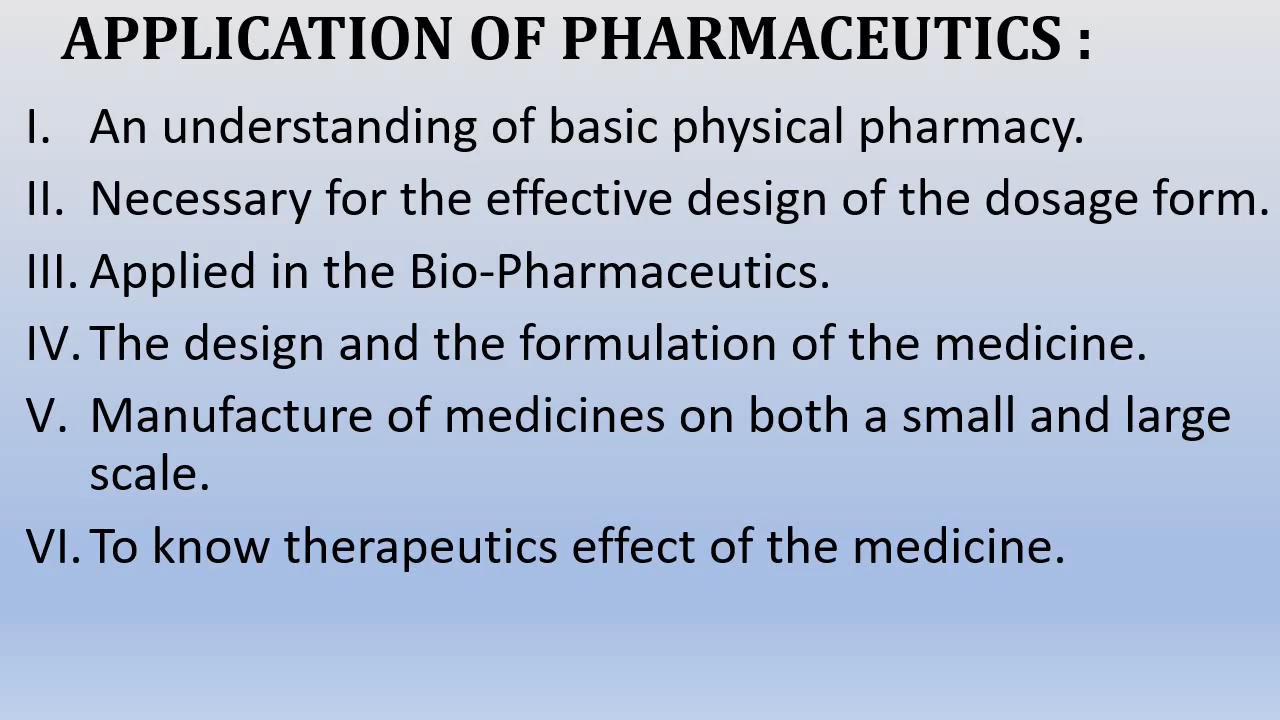 APPLICATION OF PHARMACEUTICS :
I. An understanding of basic physical pharmacy.
II. Necessary for the effective design of the dosage form.
III. Applied in the Bio-Pharmaceutics.
IV. The design and the formulation of the medicine.
V. Manufacture of medicines on both a small and large
scale.
VI. To know therapeutics effect of the medicine.